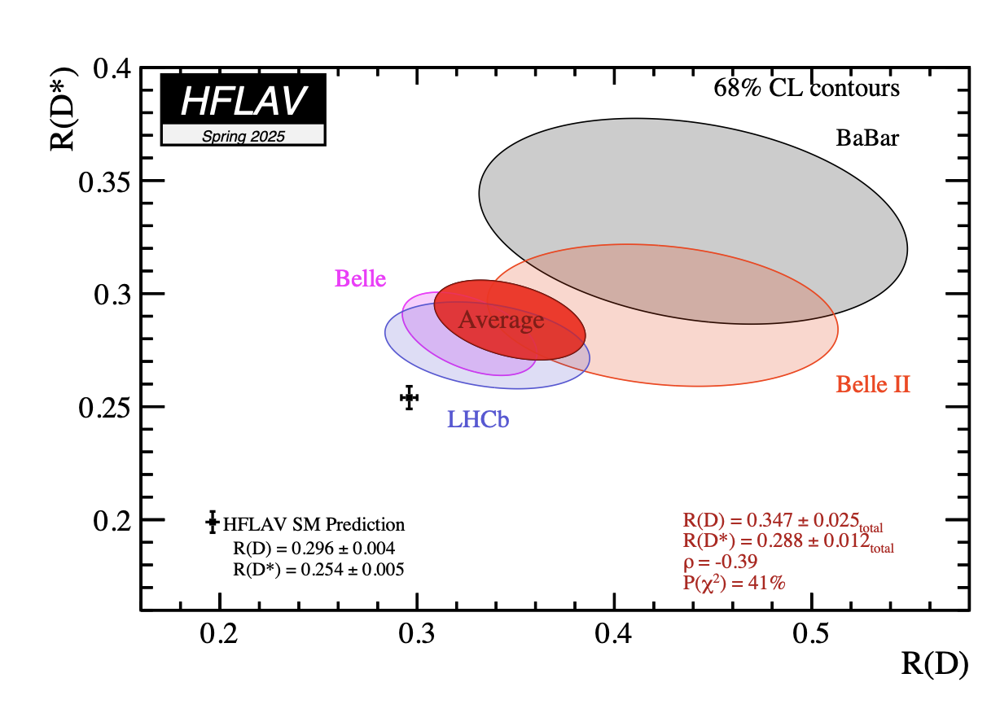 HFLAV
Spring 2025
68% CL contours
BaBar
Belle
Average
Belle II
LHCb
HFLAV SM Prediction
R(D) = 0.296 ± 0.004
R(D*) = 0.254 ± 0.005
R(D) = 0.347 ± 0.025total
R(D*) = 0.288 ± 0.012total
ρ = -0.39
P(χ²) = 41%
R(D*)
0.4
0.35
0.3
0.25
0.2
0.2 0.3 0.4 0.5
R(D)